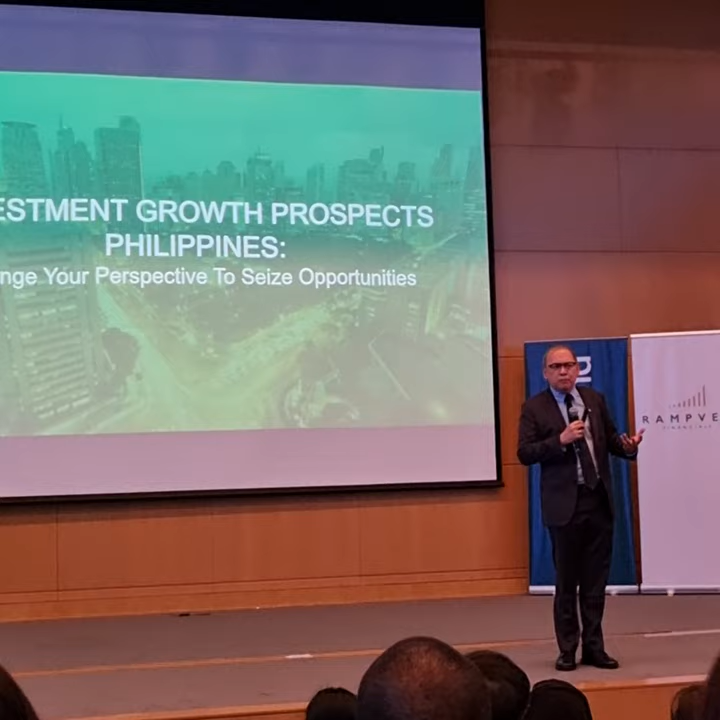 ESTMENT GROWTH PROSPECTS
PHILIPPINES:
nge Your Perspective To Seize Opportunities
RAMPVE